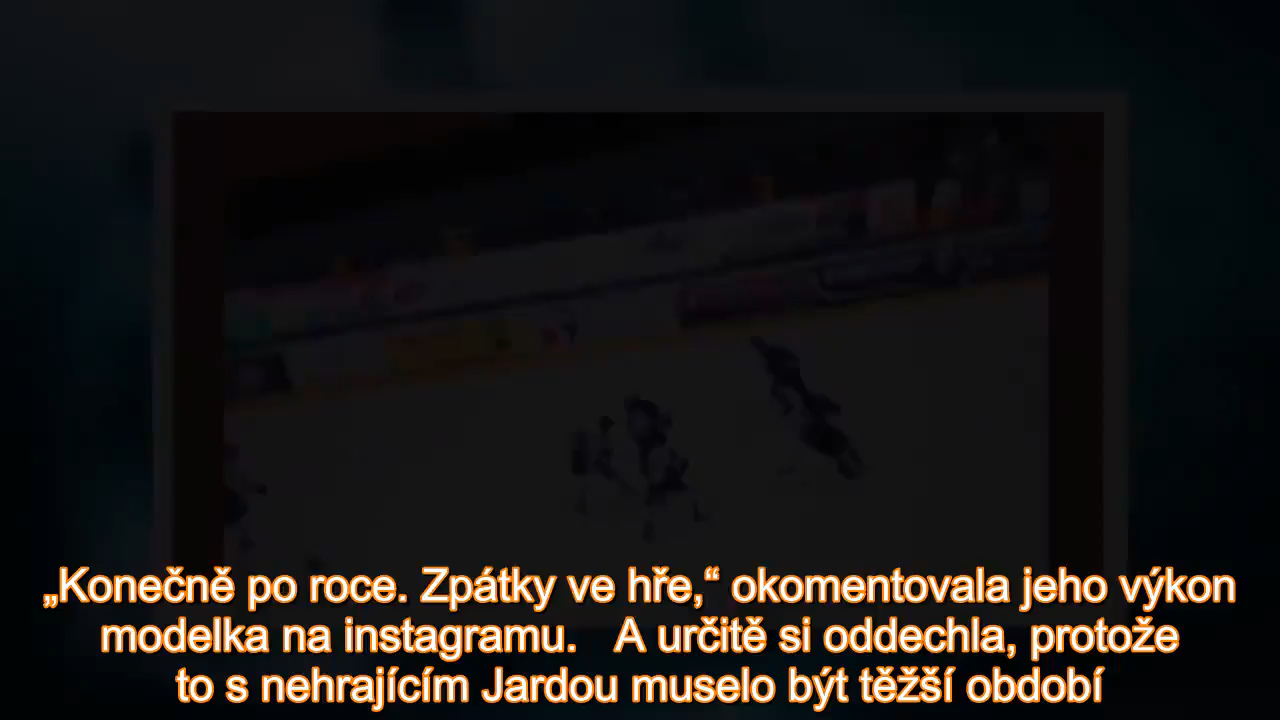 „Konečně po roce. Zpátky ve hře,“ okomentovala jeho výkon
modelka na instagramu.   A určitě si oddechla, protože
to s nehrajícím Jardou muselo být těžší období